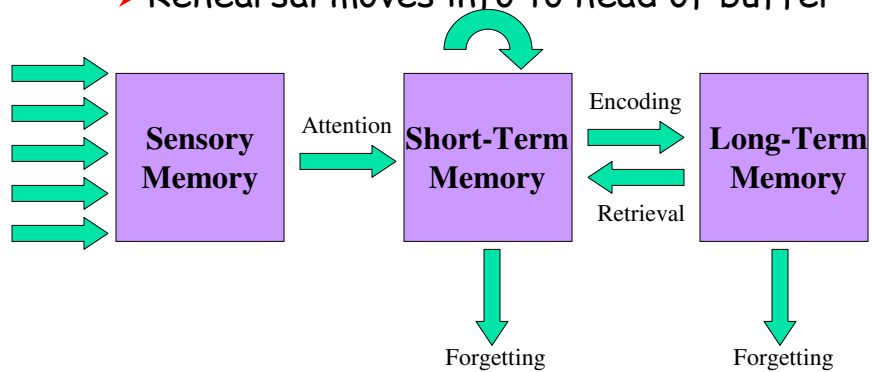 ➢ Rehearsal moves info to head of buffer
Attention
Encoding
Sensory
Memory
Short-Term
Memory
Long-Term
Memory
Retrieval
Forgetting
Forgetting